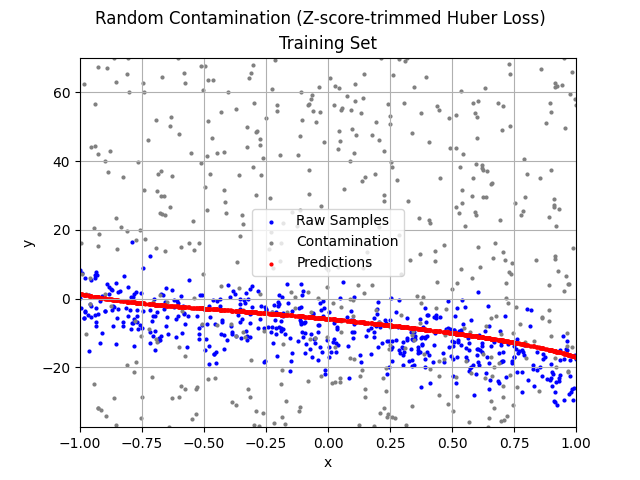 Random Contamination (Z-score-trimmed Huber Loss)
Training Set
60
40
20
0
−20
y
Raw Samples
Contamination
Predictions
−1.00 −0.75 −0.50 −0.25 0.00 0.25 0.50 0.75 1.00
x